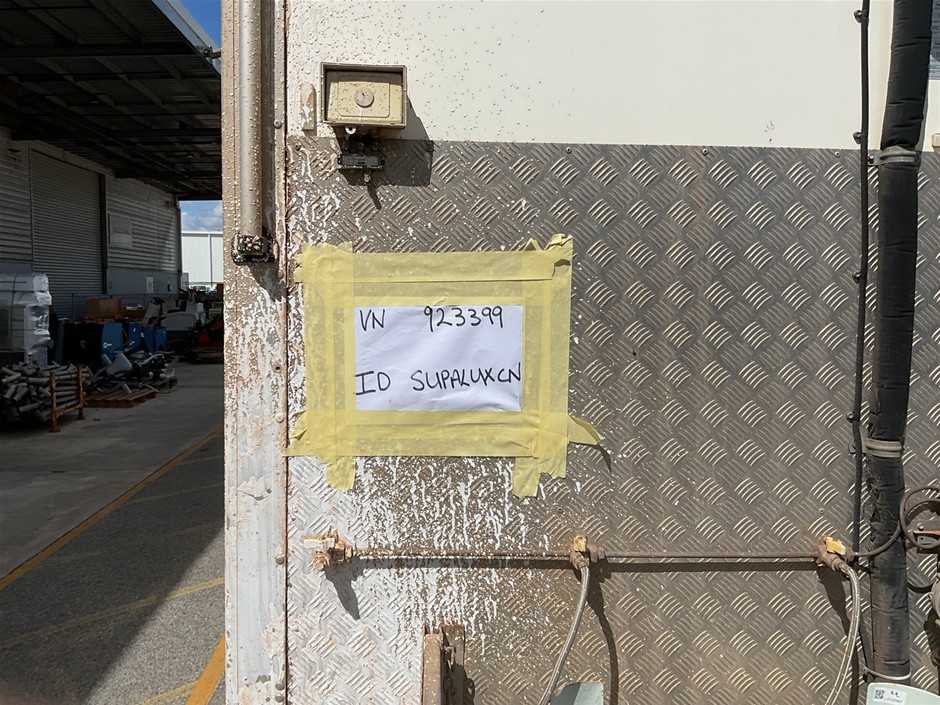 VN 923399
ID SUPALUXCN